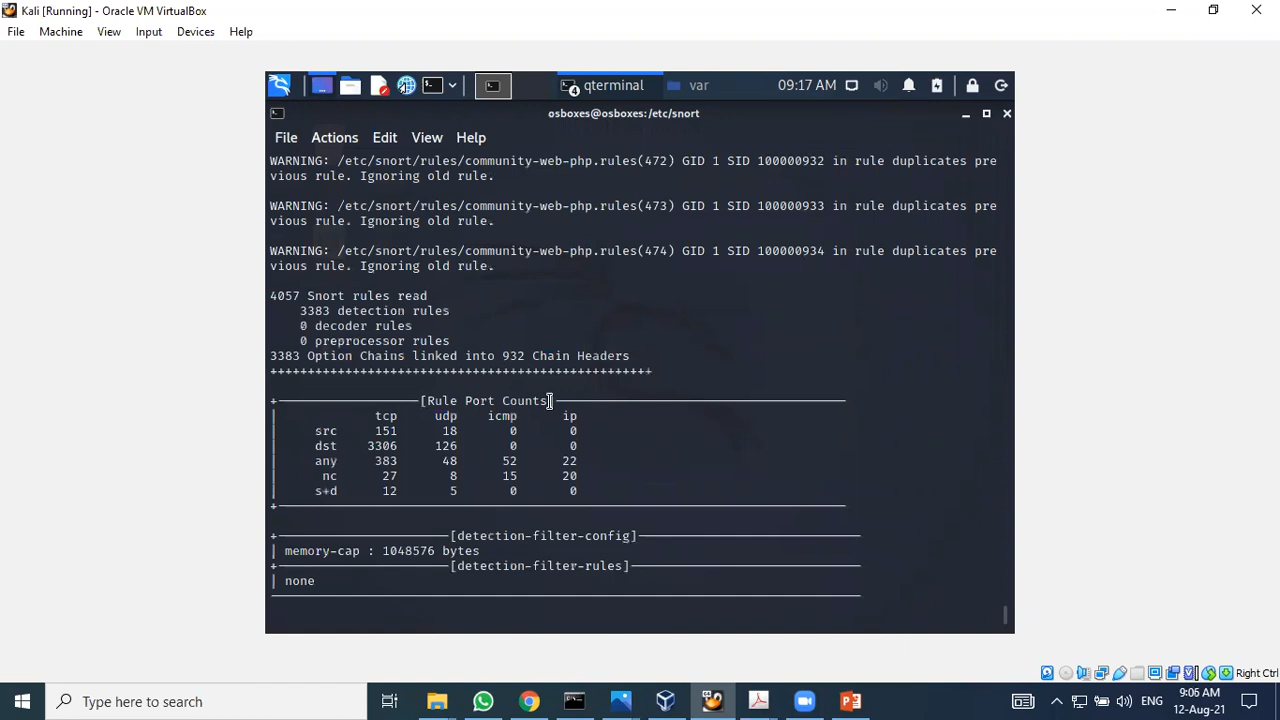 Kali [Running] - Oracle VM VirtualBox
File Machine View Input Devices Help
qterminal var 09:17 AM
4
osboxes@osboxes:/etc/snort
File Actions Edit View Help
WARNING: /etc/snort/rules/community-web-php.rules(472) GID 1 SID 100000932 in rule duplicates pre
vious rule. Ignoring old rule.
WARNING: /etc/snort/rules/community-web-php.rules(473) GID 1 SID 100000933 in rule duplicates pre
vious rule. Ignoring old rule.
WARNING: /etc/snort/rules/community-web-php.rules(474) GID 1 SID 100000934 in rule duplicates pre
vious rule. Ignoring old rule.
4057 Snort rules read
3383 detection rules
0 decoder rules
0 preprocessor rules
3383 Option Chains linked into 932 Chain Headers
+++++++++++++++++++++++++++++++++++++++++++++++++++
[Rule Port Counts]
tcp udp icmp ip
src 151 18 0 0
dst 3306 126 0 0
any 383 48 52 22
nc 27 8 15 20
s+d 12 5 0 0
[detection-filter-config]
memory-cap : 1048576 bytes
[detection-filter-rules]
none
Right Ctrl
Type here to search
ENG
9:06 AM
12-Aug-21